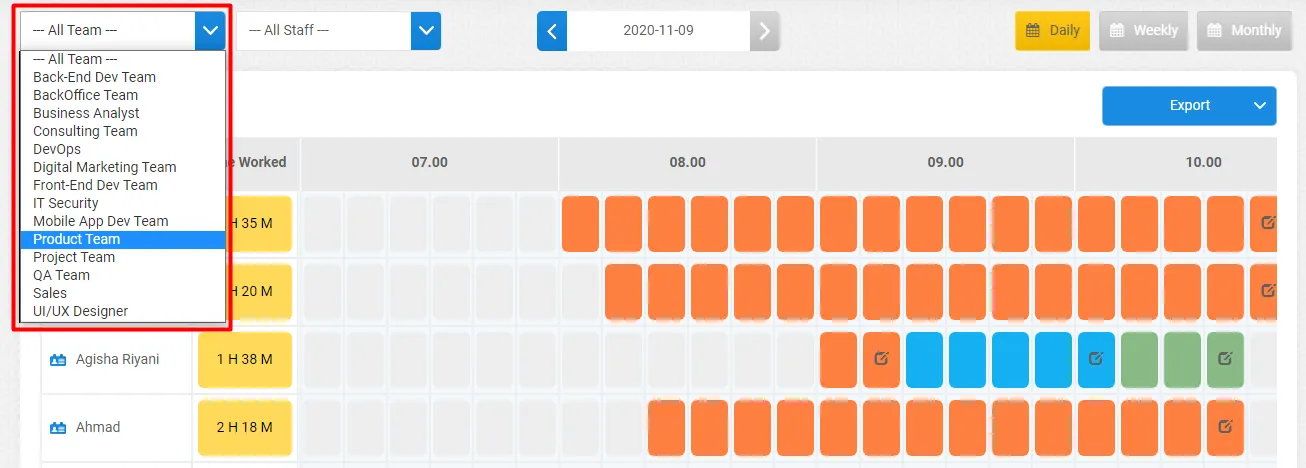 --- All Team ---
--- All Staff ---
2020-11-09
Daily
Weekly
Monthly
--- All Team ---
Back-End Dev Team
BackOffice Team
Business Analyst
Consulting Team
DevOps
Digital Marketing Team
Front-End Dev Team
IT Security
Mobile App Dev Team
Product Team
Project Team
QA Team
Sales
UI/UX Designer
Export
Worked
07.00
08.00
09.00
10.00
H 35 M
H 20 M
Agisha Riyani
1 H 38 M
Ahmad
2 H 18 M